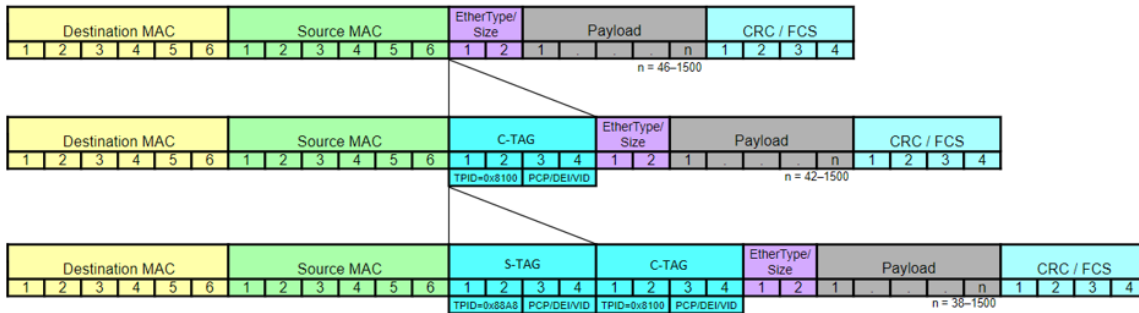 Destination MAC Source MAC EtherType/ Size Payload CRC / FCS
1 2 3 4 5 6 1 2 3 4 5 6 1 2 1 . . . n 1 2 3 4
n = 46–1500
Destination MAC Source MAC C-TAG EtherType/ Size Payload CRC / FCS
1 2 3 4 5 6 1 2 3 4 5 6 1 2 3 4 1 2 1 . . . n 1 2 3 4
TPID=0x8100 PCP/DEI/VID n = 42–1500
Destination MAC Source MAC S-TAG C-TAG EtherType/ Size Payload CRC / FCS
1 2 3 4 5 6 1 2 3 4 5 6 1 2 3 4 1 2 3 4 1 2 1 . . . n 1 2 3 4
TPID=0x88A8 PCP/DEI/VID TPID=0x8100 PCP/DEI/VID n = 38–1500